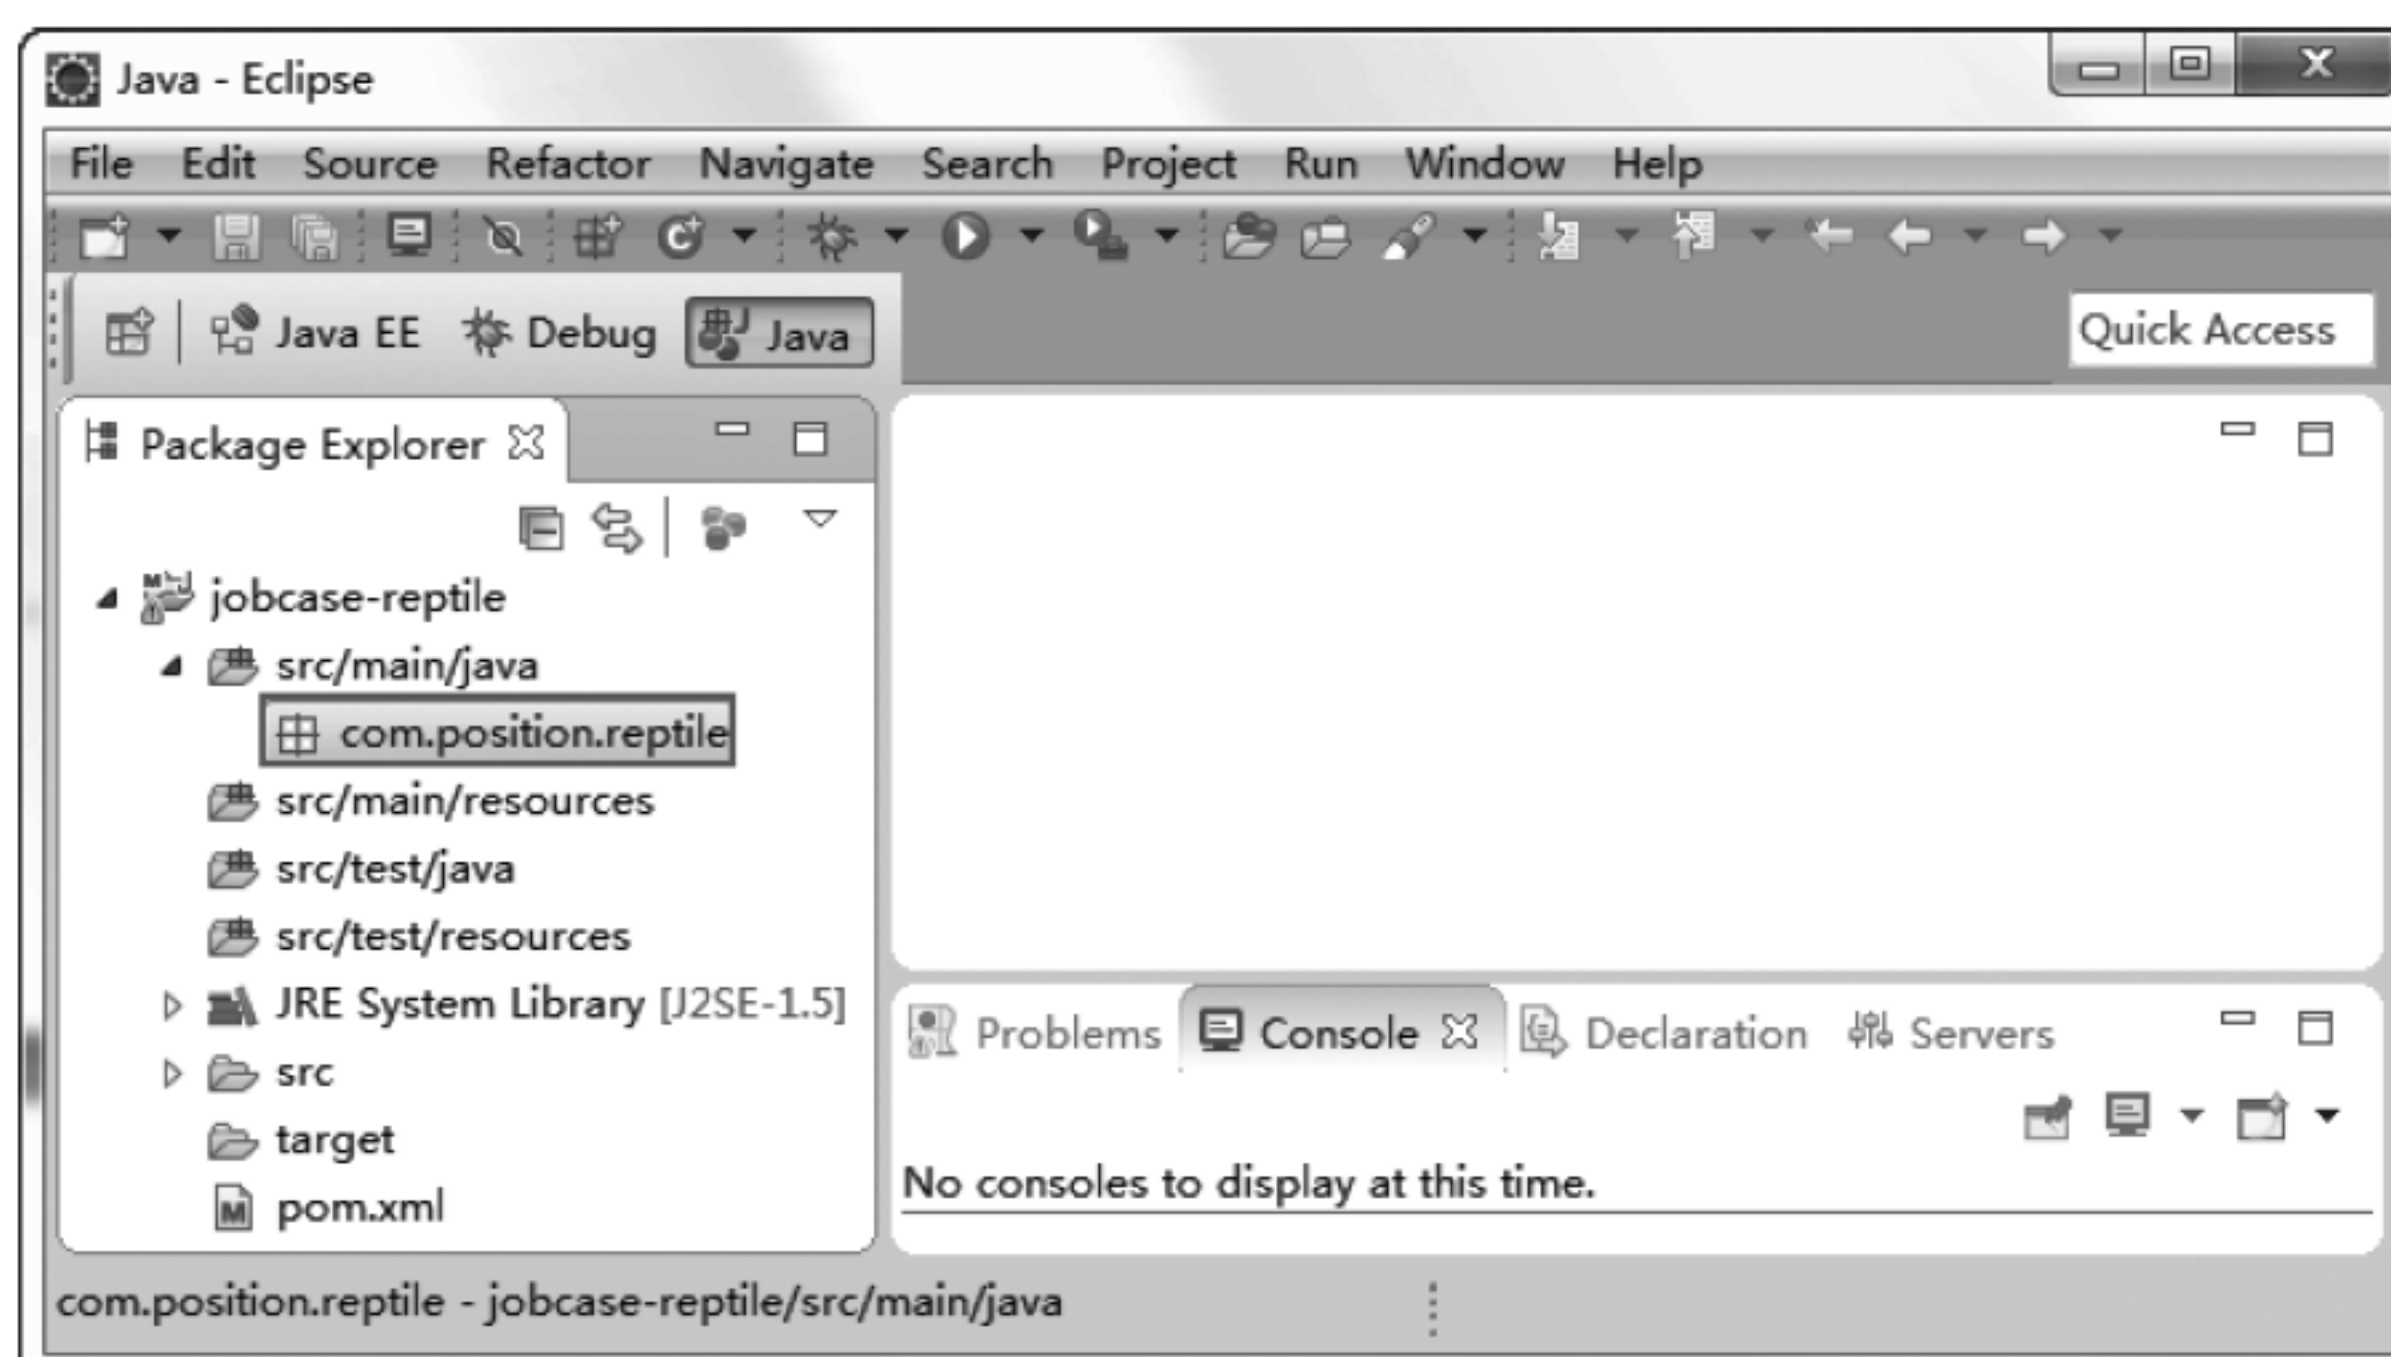 Java - Eclipse
File Edit Source Refactor Navigate Search Project Run Window Help
Java EE Debug Java
Quick Access
Package Explorer
jobcase-reptile
src/main/java
com.position.reptile
src/main/resources
src/test/java
src/test/resources
JRE System Library [J2SE-1.5]
src
target
pom.xml
Problems Console Declaration Servers
No consoles to display at this time.
com.position.reptile - jobcase-reptile/src/main/java